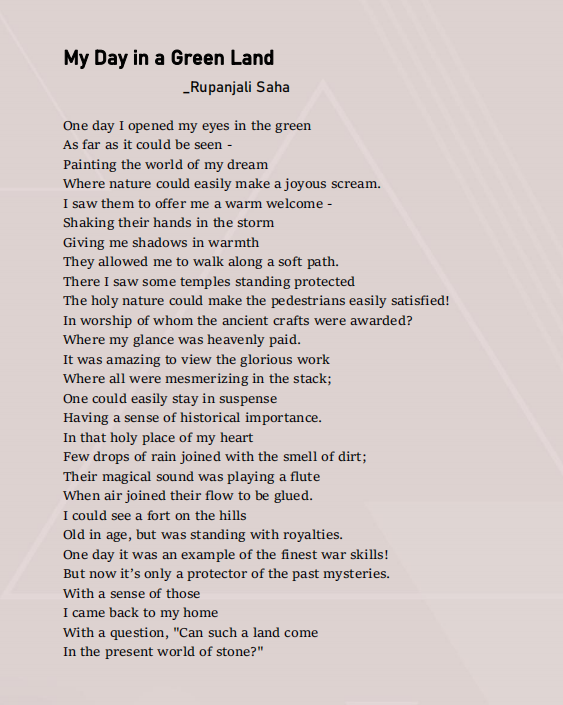 My Day in a Green Land
_Rupanjali Saha
One day I opened my eyes in the green
As far as it could be seen -
Painting the world of my dream
Where nature could easily make a joyous scream.
I saw them to offer me a warm welcome -
Shaking their hands in the storm
Giving me shadows in warmth
They allowed me to walk along a soft path.
There I saw some temples standing protected
The holy nature could make the pedestrians easily satisfied!
In worship of whom the ancient crafts were awarded?
Where my glance was heavenly paid.
It was amazing to view the glorious work
Where all were mesmerizing in the stack;
One could easily stay in suspense
Having a sense of historical importance.
In that holy place of my heart
Few drops of rain joined with the smell of dirt;
Their magical sound was playing a flute
When air joined their flow to be glued.
I could see a fort on the hills
Old in age, but was standing with royalties.
One day it was an example of the finest war skills!
But now it’s only a protector of the past mysteries.
With a sense of those
I came back to my home
With a question, "Can such a land come
In the present world of stone?"